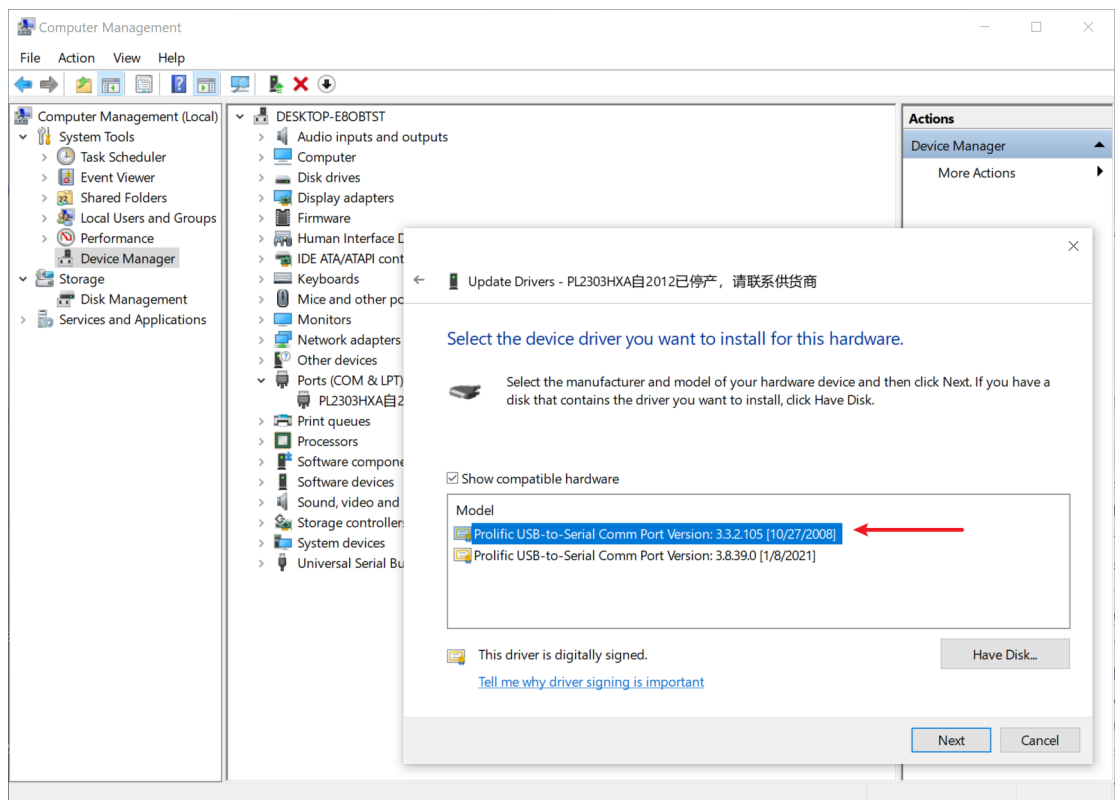 Computer Management
File Action View Help
Computer Management (Local)
System Tools
Task Scheduler
Event Viewer
Shared Folders
Local Users and Groups
Performance
Device Manager
Storage
Disk Management
Services and Applications
DESKTOP-E8OBTST
Audio inputs and outputs
Computer
Disk drives
Display adapters
Firmware
Human Interface D
IDE ATA/ATAPI cont
Keyboards
Mice and other po
Monitors
Network adapters
Other devices
Ports (COM & LPT)
PL2303HXA自2
Print queues
Processors
Software compone
Software devices
Sound, video and
Storage controllers
System devices
Universal Serial Bu
Actions
Device Manager
More Actions
Update Drivers - PL2303HXA自2012已停产，请联系供货商
Select the device driver you want to install for this hardware.
Select the manufacturer and model of your hardware device and then click Next. If you have a
disk that contains the driver you want to install, click Have Disk.
Show compatible hardware
Model
Prolific USB-to-Serial Comm Port Version: 3.3.2.105 [10/27/2008]
Prolific USB-to-Serial Comm Port Version: 3.8.39.0 [1/8/2021]
This driver is digitally signed.
Have Disk...
Tell me why driver signing is important
Next
Cancel